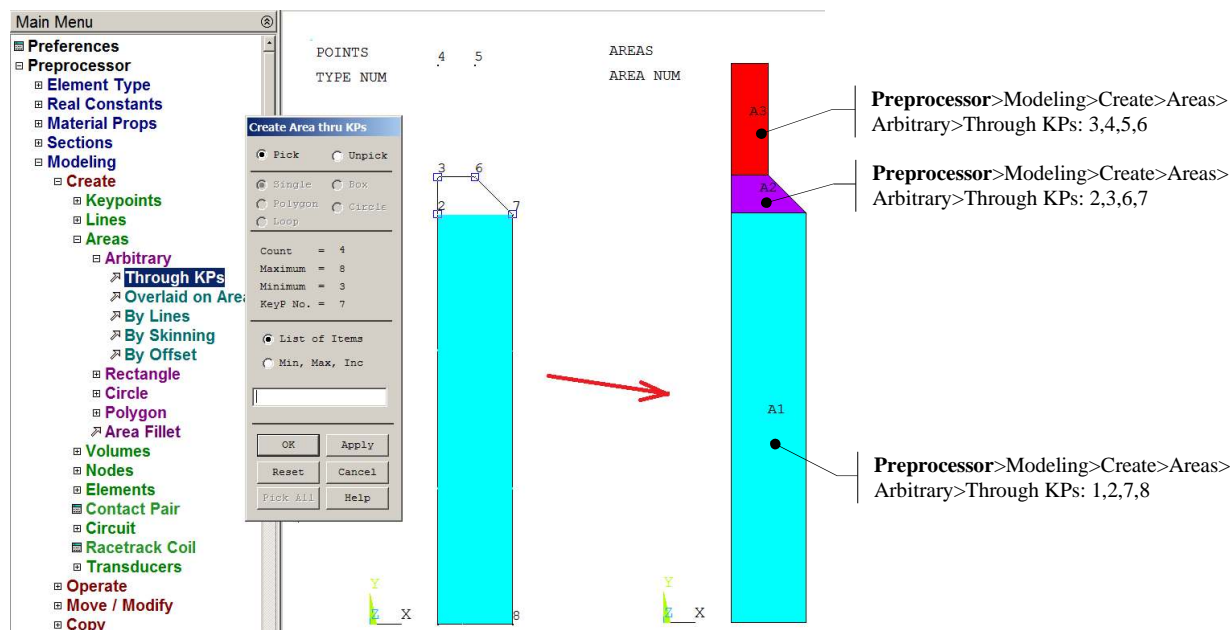 Main Menu
Preferences
Preprocessor
Element Type
Real Constants
Material Props
Sections
Modeling
Create
Keypoints
Lines
Areas
Arbitrary
Through KPs
Overlaid on Area
By Lines
By Skinning
By Offset
Rectangle
Circle
Polygon
Area Fillet
Volumes
Nodes
Elements
Contact Pair
Circuit
Racetrack Coil
Transducers
Operate
Move / Modify
Copy
Create Area thru KPs
Pick Unpick
Single Box
Polygon Circle
Loop
Count = 4
Maximum = 8
Minimum = 3
KeyP No. = 7
List of Items
Min, Max, Inc
OK Apply
Reset Cancel
Pick All Help
POINTS
TYPE NUM
4 5
3 6
2 7
8
Y
Z X
AREAS
AREA NUM
A3
A2
A1
Y
Z X
Preprocessor>Modeling>Create>Areas>
Arbitrary>Through KPs: 3,4,5,6
Preprocessor>Modeling>Create>Areas>
Arbitrary>Through KPs: 2,3,6,7
Preprocessor>Modeling>Create>Areas>
Arbitrary>Through KPs: 1,2,7,8